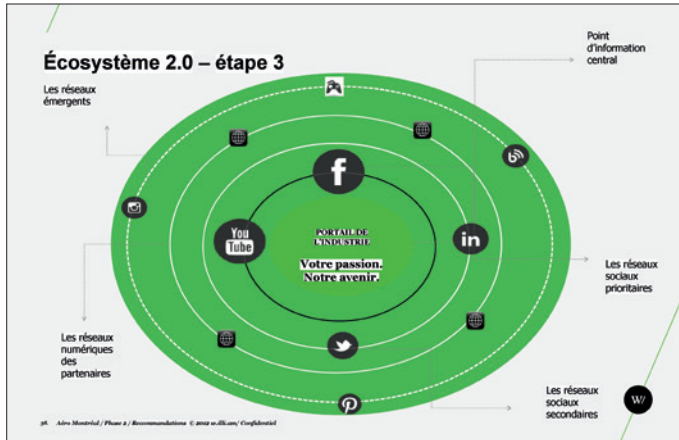 Écosystème 2.0 – étape 3
Point
d'information
central
Les réseaux
émergents
f
You
Tube
in
PORTAIL DE
L'INDUSTRIE
Votre passion.
Notre avenir.
Les réseaux
sociaux
prioritaires
Les réseaux
numériques
des
partenaires
Les réseaux
sociaux
secondaires
W/
38. Aéro Montréal / Phase 2 / Recommandations © 2012 w.illi.am/ Confidentiel